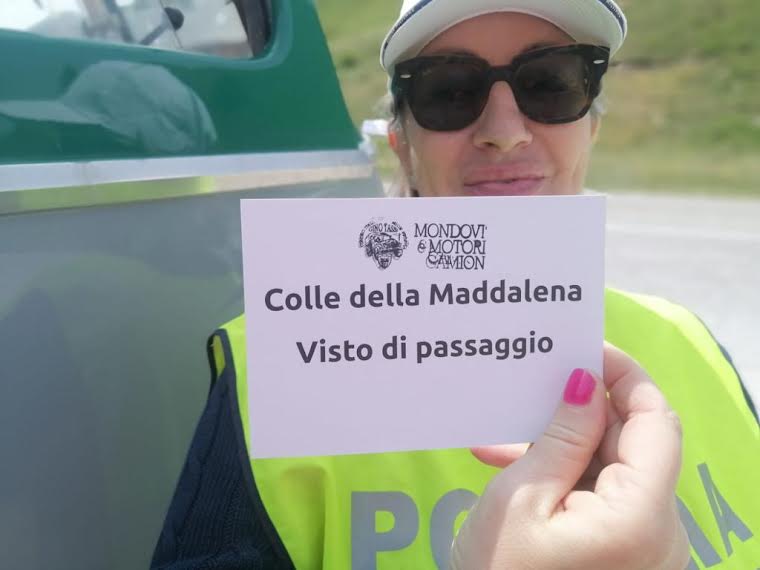 MONDOVI'
e MOTORI
CAMION
Colle della Maddalena
Visto di passaggio